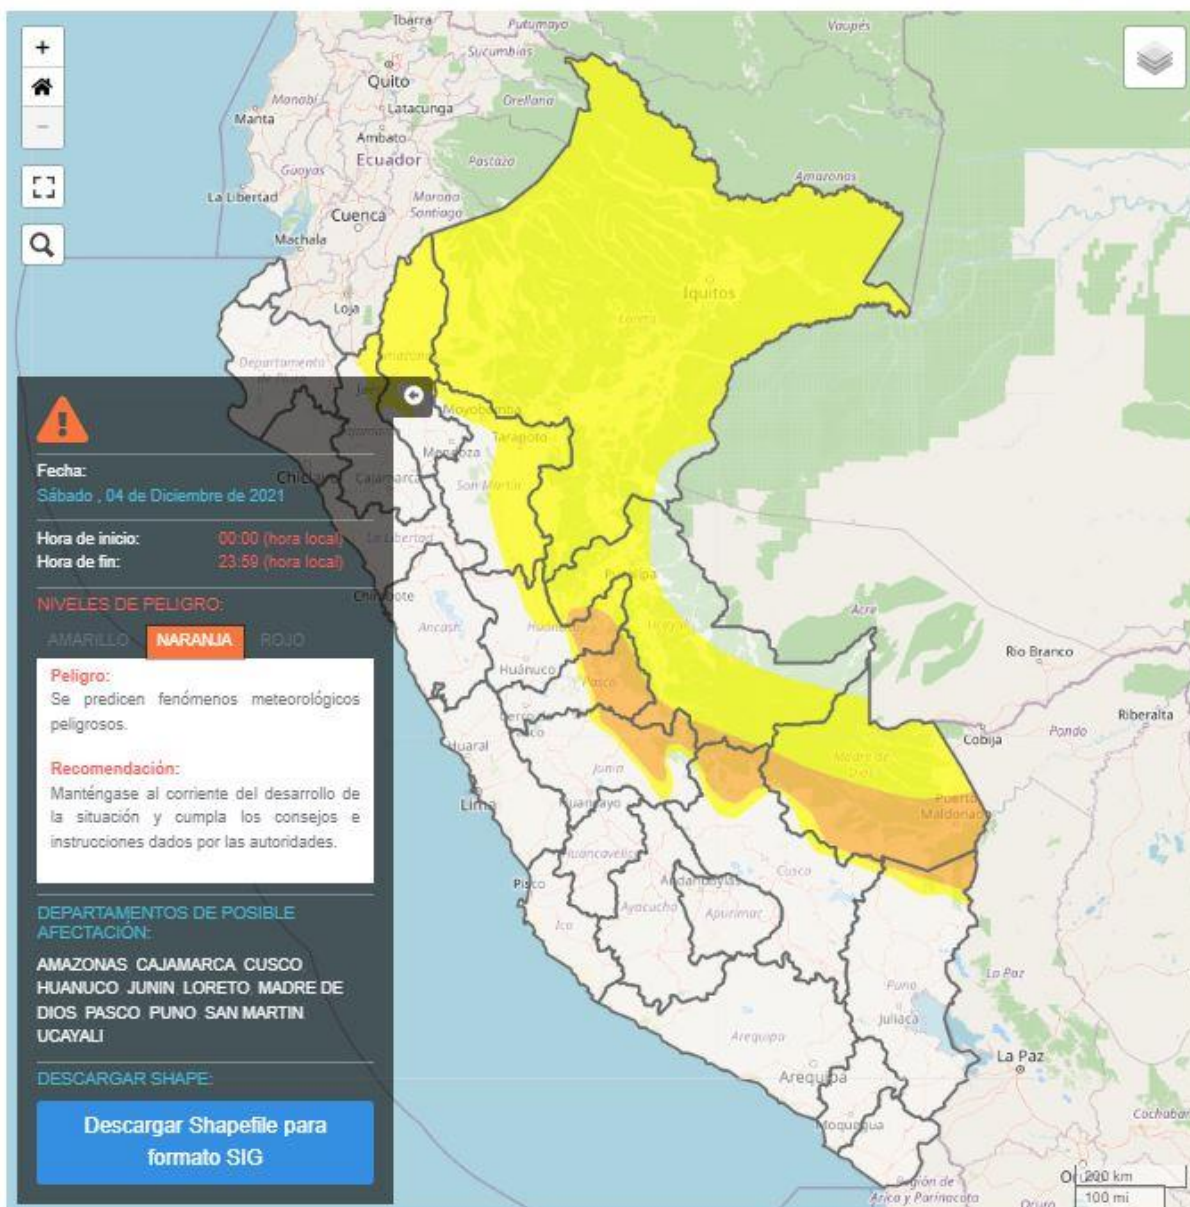 Ibarra
Putumayo
Vaupés
Sucumbíos
Quito
Manabí
Latacunga
Orellana
Manta
Ambato
Ecuador
Pastaza
Guayas
Amazonas
La Libertad
Morona
Santiago
Cuenca
Machala
Loja
Iquitos
Loreto
Departamento
Moyobamba
Tarapoto
Cajamarca
San Martín
La Libertad
Fecha:
Sábado , 04 de Diciembre de 2021
Hora de inicio: 00:00 (hora local)
Hora de fin: 23:59 (hora local)
NIVELES DE PELIGRO:
AMARILLO NARANJA ROJO
Peligro:
Se predicen fenómenos meteorológicos
peligrosos.
Recomendación:
Manténgase al corriente del desarrollo de
la situación y cumpla los consejos e
instrucciones dados por las autoridades.
DEPARTAMENTOS DE POSIBLE
AFECTACIÓN:
AMAZONAS CAJAMARCA CUSCO
HUANUCO JUNIN LORETO MADRE DE
DIOS PASCO PUNO SAN MARTIN
UCAYALI
DESCARGAR SHAPE:
Descargar Shapefile para
formato SIG
Ancash
Huánuco
Pasco
Acre
Rio Branco
Riberalta
Cobija
Pando
Huaral
Junín
Madre de
Dios
Puerto
Maldonado
Lima
Huancayo
Huancavelica
Pisco
Ayacucho
Apurímac
Cusco
Ica
La Paz
Puno
Juliaca
Arequipa
La Paz
Arequipa
Moquegua
Cochabam
Región de
Arica y Parinacota
Oruro
200 km
100 mi